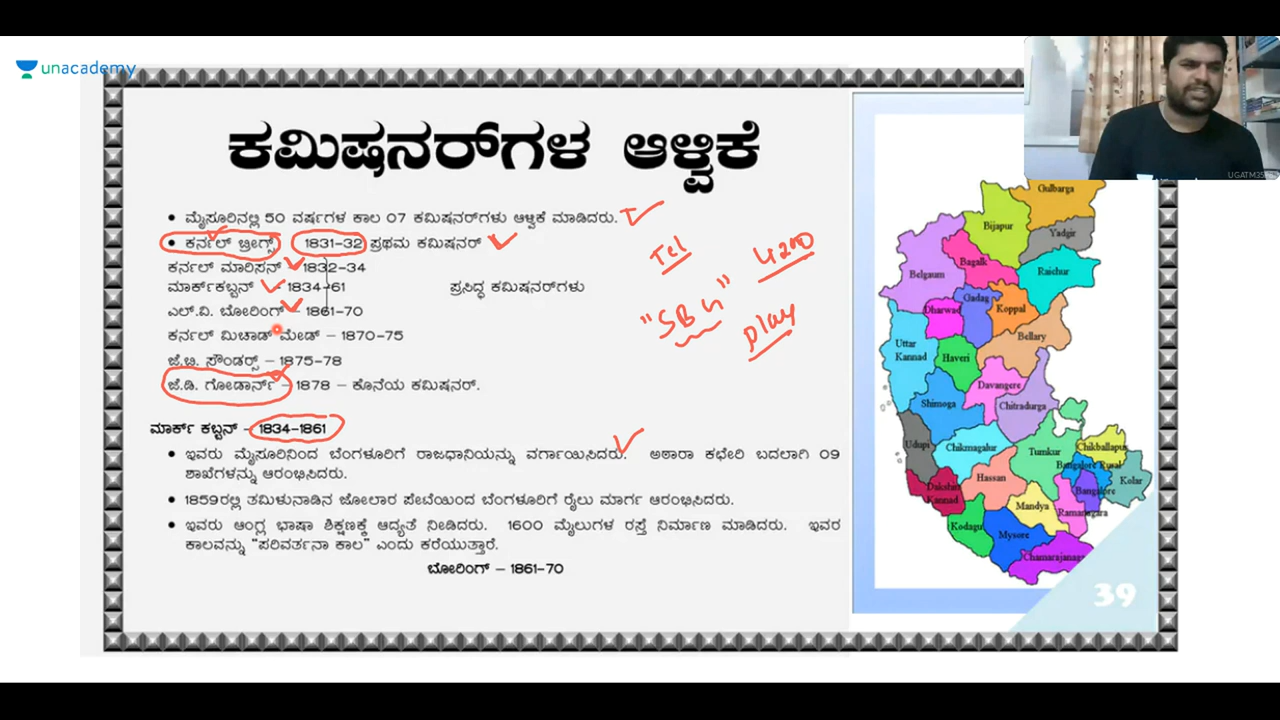 unacademy
ಕಮಿಷನರ್‌ಗಳ ಆಳ್ವಿಕೆ
• ಮೈಸೂರಿನಲ್ಲಿ 50 ವರ್ಷಗಳ ಕಾಲ 07 ಕಮಿಷನರ್‌ಗಳು ಆಳ್ವಿಕೆ ಮಾಡಿದರು.
• ಕರ್ನಲ್ ಬ್ರೀಗ್ಸ್ 1831-32 ಪ್ರಥಮ ಕಮಿಷನರ್
ಕರ್ನಲ್ ಮಾರಿಸನ್ – 1832-34
ಮಾರ್ಕ್‌ಕಬ್ಬನ್ – 1834-61 ಪ್ರಸಿದ್ಧ ಕಮಿಷನರ್‌ಗಳು
ಎಲ್.ವಿ. ಬೋರಿಂಗ್ – 1861-70
ಕರ್ನಲ್ ಮಿಚಾಡ್ ಮೇಡ್ – 1870-75
ಜೆ.ಬಿ. ಸೌಂಡರ್ಸ್ – 1875-78
ಜೆ.ಡಿ. ಗೋರ್ಡಾನ್ – 1878 – ಕೊನೆಯ ಕಮಿಷನರ್.
ಮಾರ್ಕ್ ಕಬ್ಬನ್ – 1834-1861
• ಇವರು ಮೈಸೂರಿನಿಂದ ಬೆಂಗಳೂರಿಗೆ ರಾಜಧಾನಿಯನ್ನು ವರ್ಗಾಯಿಸಿದರು. ಅಠಾರಾ ಕಛೇರಿ ಬದಲಾಗಿ 09
ಶಾಖೆಗಳನ್ನು ಆರಂಭಿಸಿದರು.
• 1859ರಲ್ಲಿ ತಮಿಳುನಾಡಿನ ಜೋಲಾರ ಪೇಟೆಯಿಂದ ಬೆಂಗಳೂರಿಗೆ ರೈಲು ಮಾರ್ಗ ಆರಂಭಿಸಿದರು.
• ಇವರು ಆಂಗ್ಲ ಭಾಷಾ ಶಿಕ್ಷಣಕ್ಕೆ ಆದ್ಯತೆ ನೀಡಿದರು. 1600 ಮೈಲುಗಳ ರಸ್ತೆ ನಿರ್ಮಾಣ ಮಾಡಿದರು. ಇವರ
ಕಾಲವನ್ನು "ಪರಿವರ್ತನಾ ಕಾಲ" ಎಂದು ಕರೆಯುತ್ತಾರೆ.
ಬೋರಿಂಗ್ – 1861-70
Tel 4200
"SBG" play
Gulbarga
Bijapur
Yadgir
Bagalk
Belgaum
Raichur
Gadag
Dharwad
Koppal
Bellary
Uttar
Kannad
Haveri
Davangere
Shimoga
Chitradurga
Udupi
Chikmagalur
Tumkur
Chikballapur
Bangalore Rural
Kolar
Hassan
Bangalore
Dakshin
Kannad
Mandya
Ramanagara
Kodagu
Mysore
Chamarajanaga
39